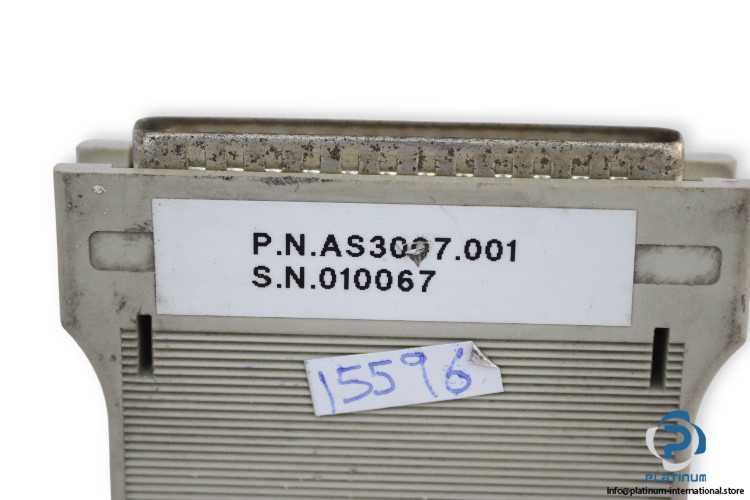 S.N.010067
15596
PLATINUM
info@platinum-international.store